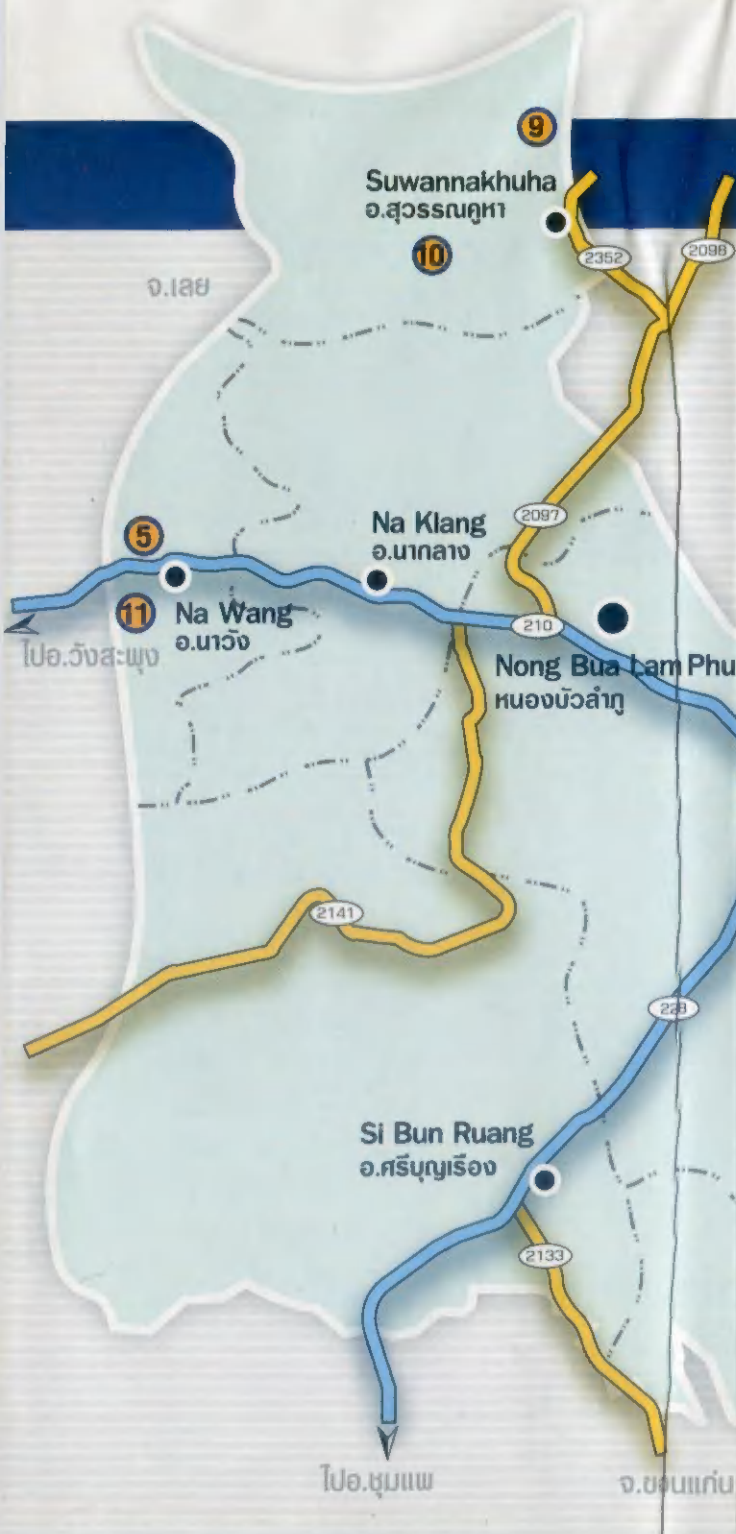 9
Suwannakhuha
อ.สุวรรณคูหา
10
2352
2098
จ.เลย
5
Na Klang
อ.นากลาง
2097
11
Na Wang
อ.นาวัง
210
ไปอ.วังสะพุง
Nong Bua Lam Phu
หนองบัวลำภู
2141
228
Si Bun Ruang
อ.ศรีบุญเรือง
2133
ไปอ.ชุมแพ
จ.ขอนแก่น